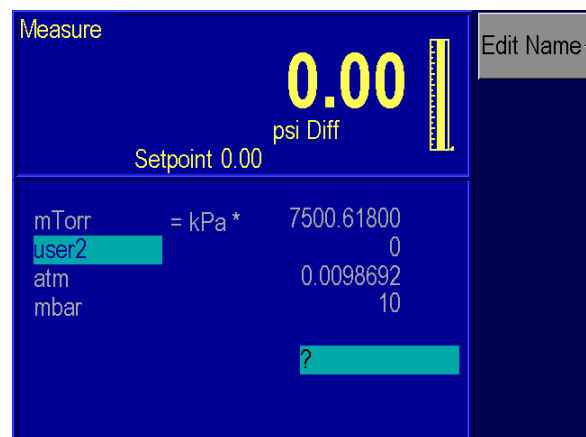 Measure
Edit Name
0.00
psi Diff
Setpoint 0.00
mTorr = kPa * 7500.61800
user2 0
atm 0.0098692
mbar 10
?